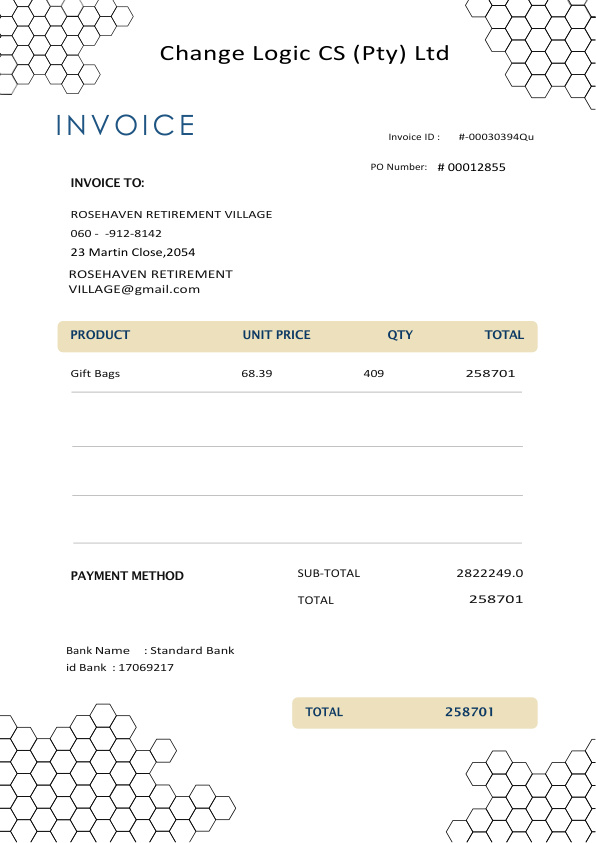 Change Logic CS (Pty) Ltd
INVOICE
Invoice ID : #-00030394Qu
PO Number: # 00012855
INVOICE TO:
ROSEHAVEN RETIREMENT VILLAGE
060 - -912-8142
23 Martin Close,2054
ROSEHAVEN RETIREMENT
VILLAGE@gmail.com
PRODUCT UNIT PRICE QTY TOTAL
Gift Bags 68.39 409 258701
PAYMENT METHOD
SUB-TOTAL 2822249.0
TOTAL 258701
Bank Name : Standard Bank
id Bank : 17069217
TOTAL 258701